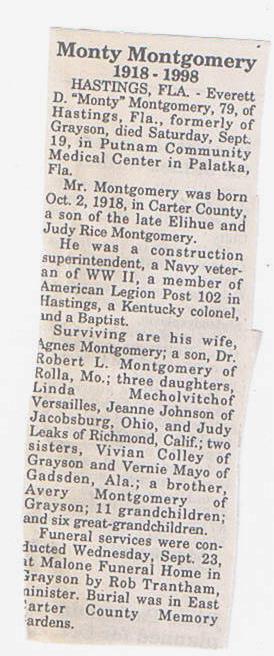 Monty Montgomery
1918 - 1998
HASTINGS, FLA. - Everett
D. "Monty" Montgomery, 79, of
Hastings, Fla., formerly of
Grayson, died Saturday, Sept.
19, in Putnam Community
Medical Center in Palatka,
Fla.
Mr. Montgomery was born
Oct. 2, 1918, in Carter County,
a son of the late Elihue and
Judy Rice Montgomery.
He was a construction
superintendent, a Navy veter-
an of WW II, a member of
American Legion Post 102 in
Hastings, a Kentucky colonel,
and a Baptist.
Surviving are his wife,
Agnes Montgomery; a son, Dr.
Robert L. Montgomery of
Rolla, Mo.; three daughters,
Linda Mecholvitchof
Versailles, Jeanne Johnson of
Jacobsburg, Ohio, and Judy
Leaks of Richmond, Calif.; two
sisters, Vivian Colley of
Grayson and Vernie Mayo of
Gadsden, Ala.; a brother,
Avery Montgomery of
Grayson; 11 grandchildren;
and six great-grandchildren.
Funeral services were con-
ducted Wednesday, Sept. 23,
at Malone Funeral Home in
Grayson by Rob Trantham,
minister. Burial was in East
Carter County Memory
Gardens.